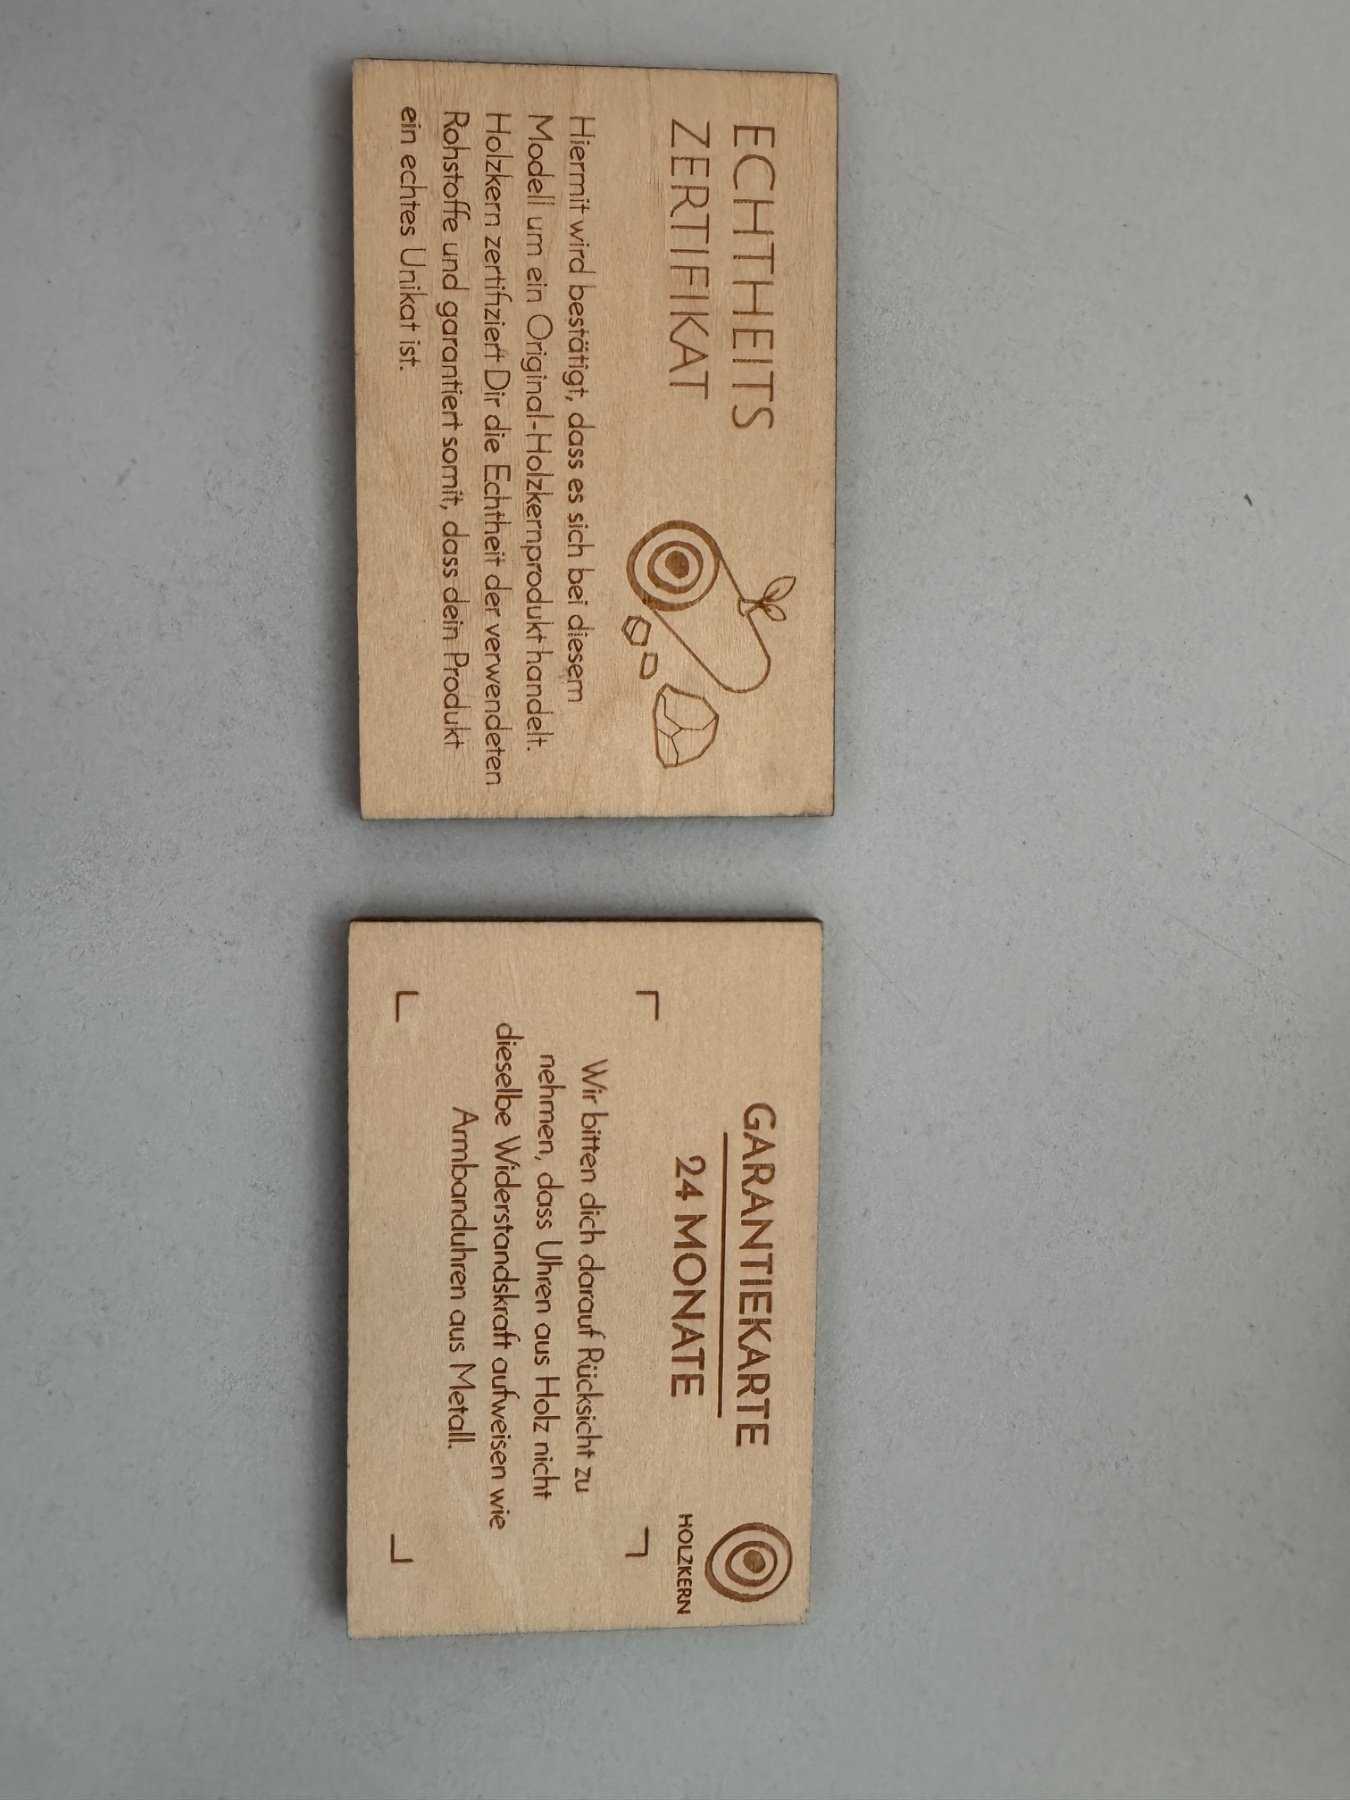 ECHTHEITS
ZERTIFIKAT
Hiermit wird bestätigt, dass es sich bei diesem
Modell um ein Original-Holzkernprodukt handelt.
Holzkern zertifiziert Dir die Echtheit der verwendeten
Rohstoffe und garantiert somit, dass dein Produkt
ein echtes Unikat ist.
GARANTIEKARTE
24 MONATE
HOLZKERN
Wir bitten dich darauf Rücksicht zu
nehmen, dass Uhren aus Holz nicht
dieselbe Widerstandskraft aufweisen wie
Armbanduhren aus Metall.